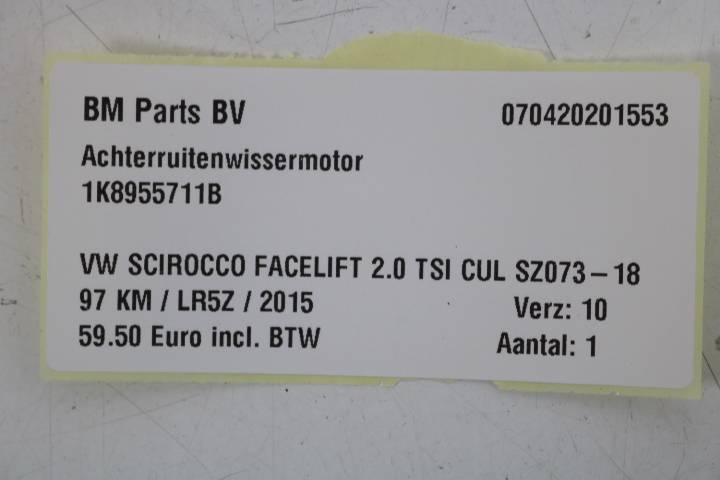 BM Parts BV 070420201553
Achterruitenwissermotor
1K8955711B
VW SCIROCCO FACELIFT 2.0 TSI CUL SZ073-18
97 KM / LR5Z / 2015 Verz: 10
59.50 Euro incl. BTW Aantal: 1